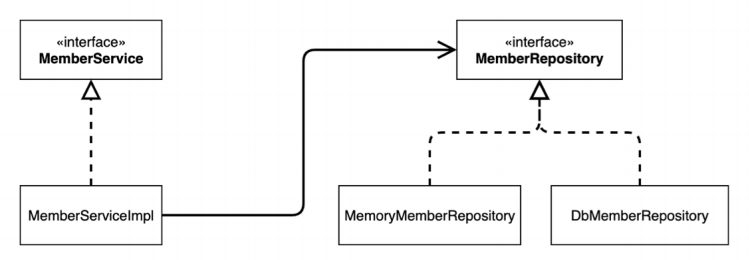 «interface»
MemberService
«interface»
MemberRepository
MemberServiceImpl
MemoryMemberRepository
DbMemberRepository